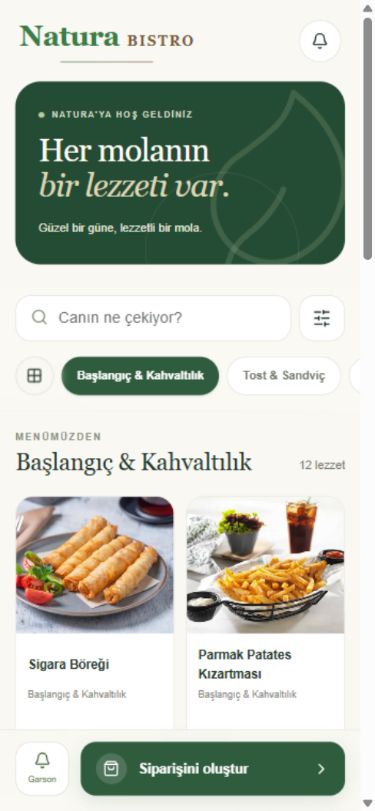 Natura BISTRO
NATURA'YA HOŞ GELDİNİZ
Her molanın
bir lezzeti var.
Güzel bir güne, lezzetli bir mola.
Canın ne çekiyor?
Başlangıç & Kahvaltılık
Tost & Sandviç
MENÜMÜZDEN
Başlangıç & Kahvaltılık
12 lezzet
Sigara Böreği
Başlangıç & Kahvaltılık
Parmak Patates
Kızartması
Başlangıç & Kahvaltılık
Garson
Siparişini oluştur